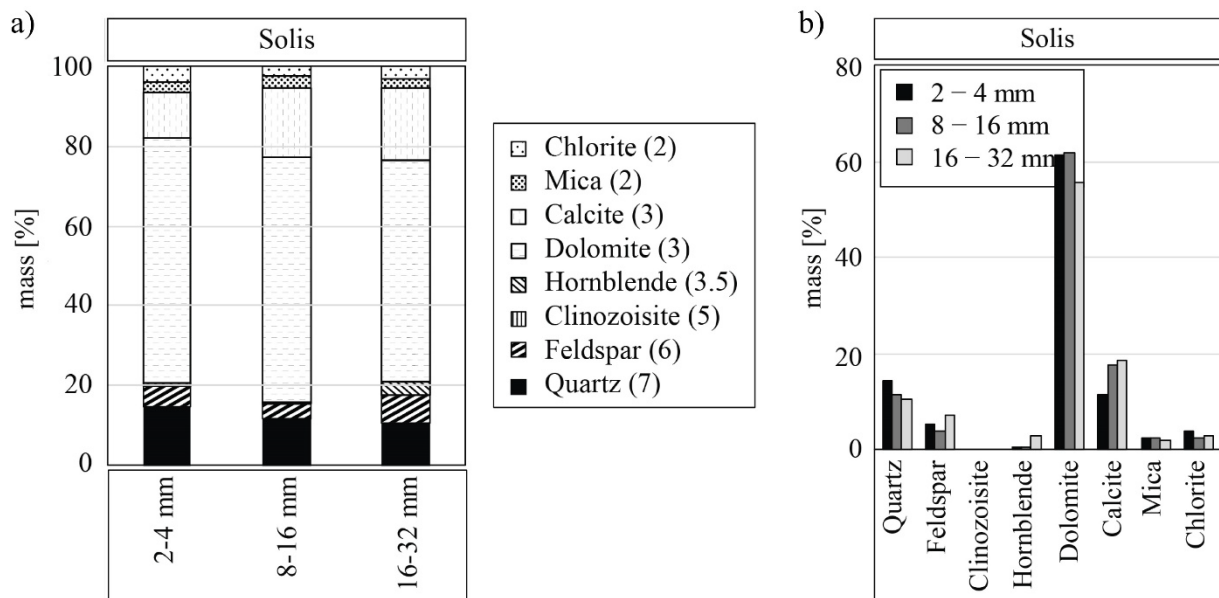 a)
Solis
100
80
60
40
20
0
mass [%]
2-4 mm
8-16 mm
16-32 mm
Chlorite (2)
Mica (2)
Calcite (3)
Dolomite (3)
Hornblende (3.5)
Clinozoisite (5)
Feldspar (6)
Quartz (7)
b)
Solis
80
60
40
20
0
mass [%]
2 – 4 mm
8 – 16 mm
16 – 32 mm
Quartz
Feldspar
Clinozoisite
Hornblende
Dolomite
Calcite
Mica
Chlorite